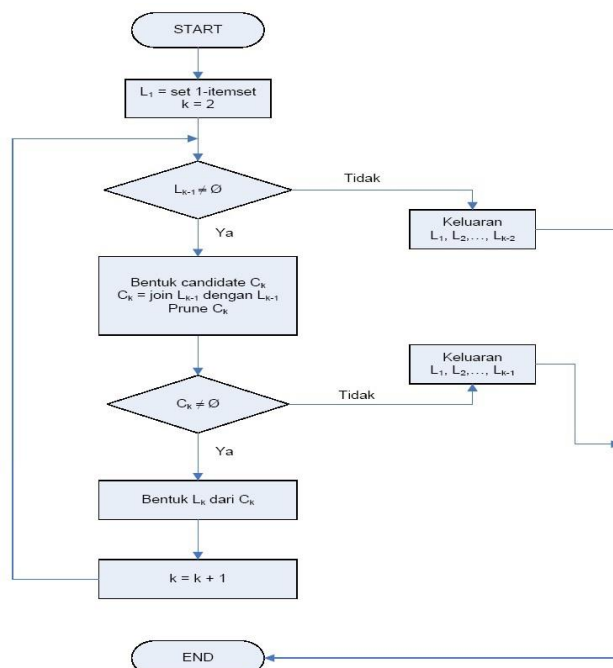 START
L₁ = set 1-itemset
k = 2
Lₖ₋₁ ≠ Ø
Tidak
Keluaran
L₁, L₂,…, Lₖ₋₂
Ya
Bentuk candidate Cₖ
Cₖ = join Lₖ₋₁ dengan Lₖ₋₁
Prune Cₖ
Keluaran
L₁, L₂,…, Lₖ₋₁
Cₖ ≠ Ø
Tidak
Ya
Bentuk Lₖ dari Cₖ
k = k + 1
END